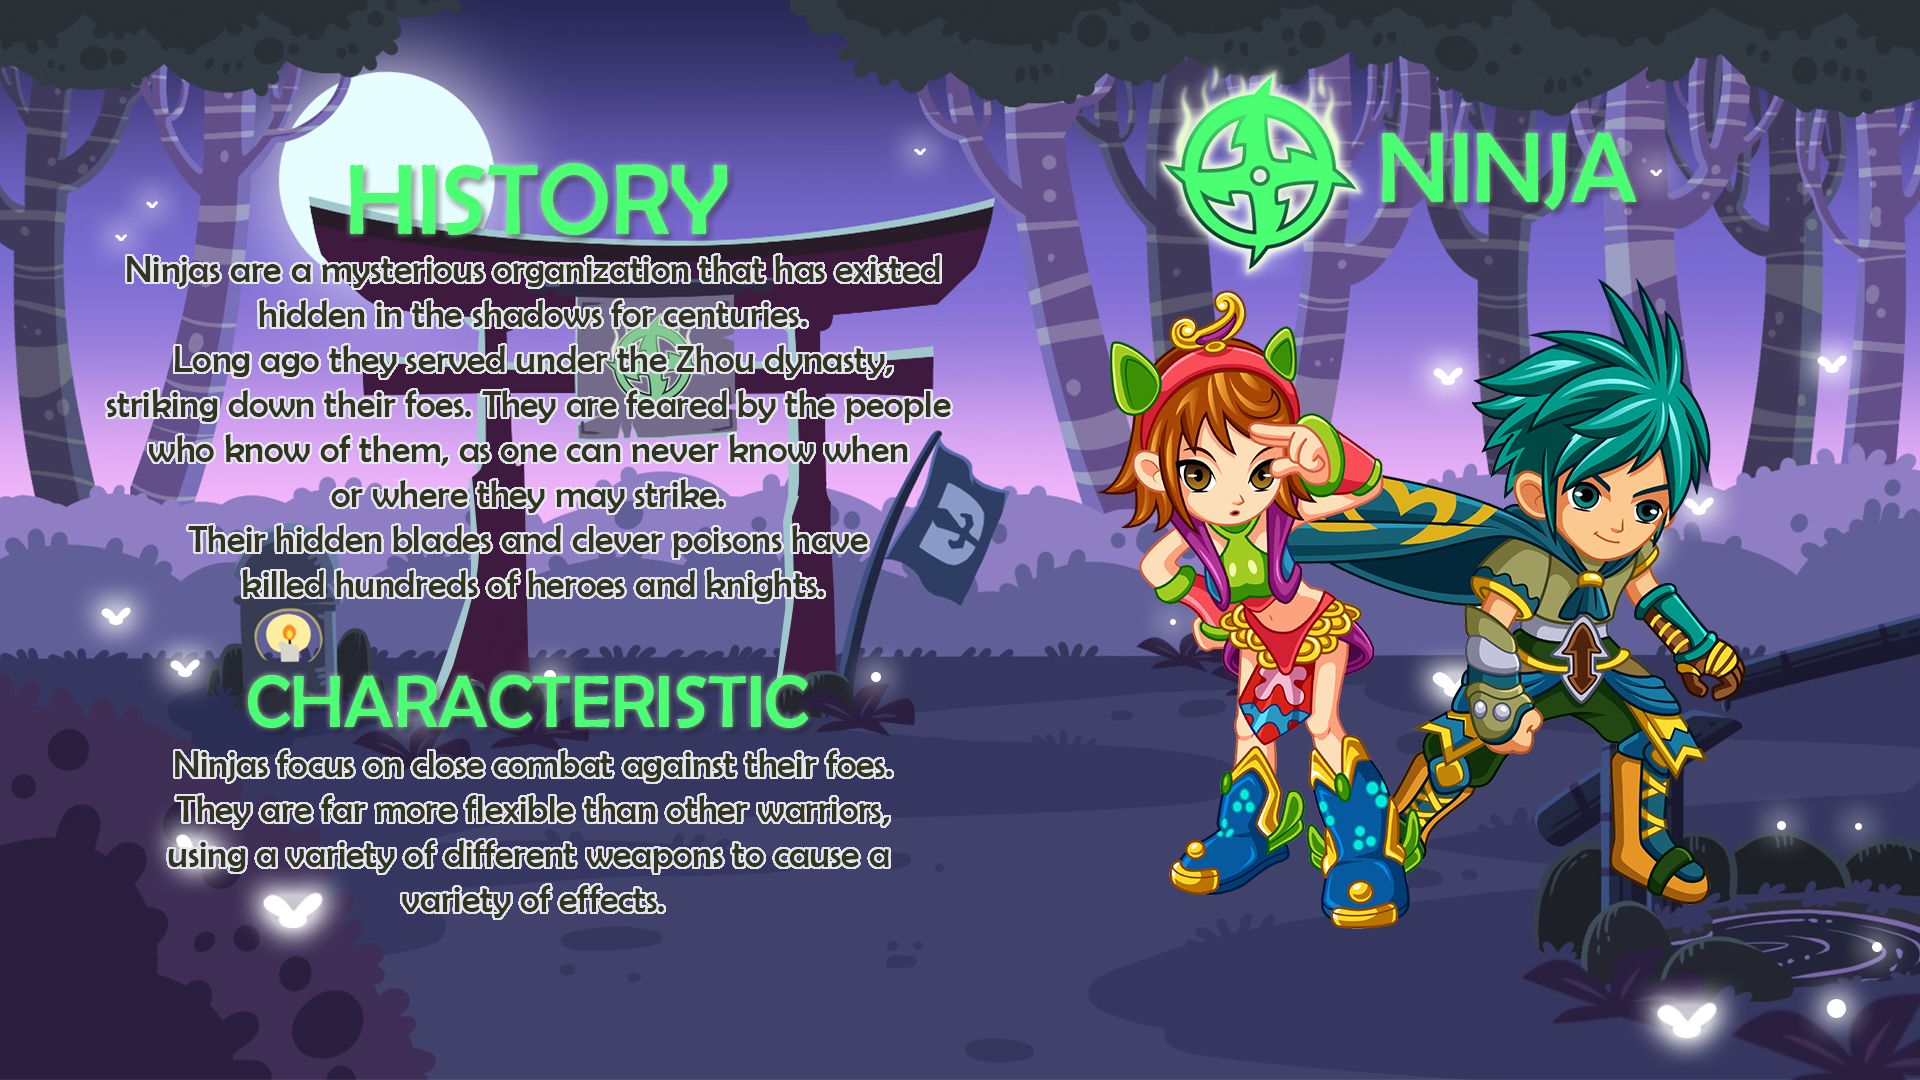 HISTORY
Ninjas are a mysterious organization that has existed
hidden in the shadows for centuries.
Long ago they served under the Zhou dynasty,
striking down their foes. They are feared by the people
who know of them, as one can never know when
or where they may strike.
Their hidden blades and clever poisons have
killed hundreds of heroes and knights.
CHARACTERISTIC
Ninjas focus on close combat against their foes.
They are far more flexible than other warriors,
using a variety of different weapons to cause a
variety of effects.
NINJA